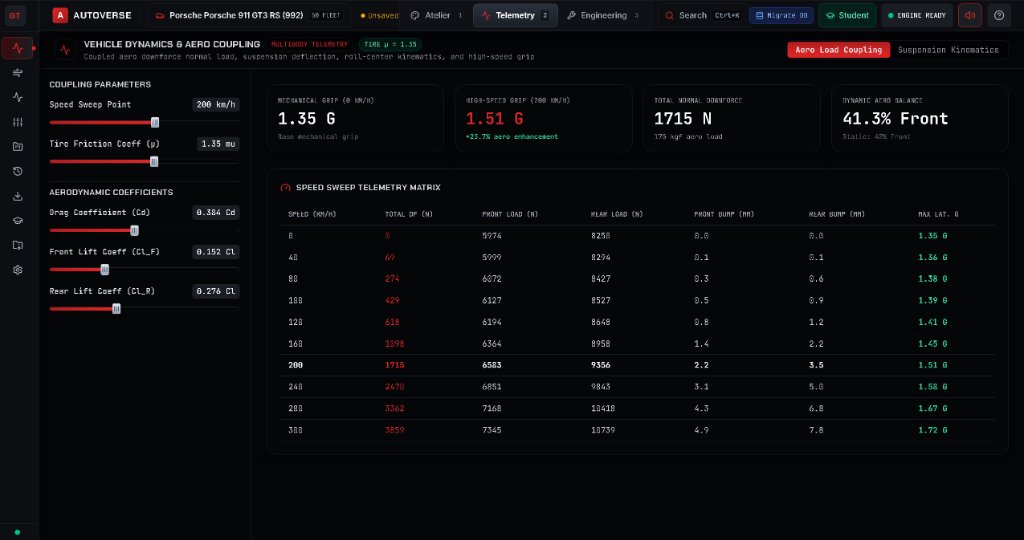 GT
A AUTOVERSE
Porsche Porsche 911 GT3 RS (992) 50 FLEET
Unsaved
Atelier 1
Telemetry 2
Engineering 3
Search Ctrl+K
Migrate DB
Student
ENGINE READY
VEHICLE DYNAMICS & AERO COUPLING MULTIBODY TELEMETRY TIRE μ = 1.35
Coupled aero downforce normal load, suspension deflection, roll-center kinematics, and high-speed grip
Aero Load Coupling Suspension Kinematics
COUPLING PARAMETERS
Speed Sweep Point 200 km/h
Tire Friction Coeff (μ) 1.35 mu
AERODYNAMIC COEFFICIENTS
Drag Coefficient (Cd) 0.384 Cd
Front Lift Coeff (Cl_F) 0.152 Cl
Rear Lift Coeff (Cl_R) 0.276 Cl
MECHANICAL GRIP (0 KM/H)
1.35 G
Base mechanical grip
HIGH-SPEED GRIP (200 KM/H)
1.51 G
+23.7% aero enhancement
TOTAL NORMAL DOWNFORCE
1715 N
175 kgf aero load
DYNAMIC AERO BALANCE
41.3% Front
Static: 42% Front
SPEED SWEEP TELEMETRY MATRIX
SPEED (KM/H) TOTAL DF (N) FRONT LOAD (N) REAR LOAD (N) FRONT BUMP (MM) REAR BUMP (MM) MAX LAT. G
0 0 5974 8250 0.0 0.0 1.35 G
40 69 5999 8294 0.1 0.1 1.36 G
80 274 6072 8427 0.3 0.6 1.38 G
100 429 6127 8527 0.5 0.9 1.39 G
120 618 6194 8648 0.8 1.2 1.41 G
160 1098 6364 8958 1.4 2.2 1.45 G
200 1715 6583 9356 2.2 3.5 1.51 G
240 2470 6851 9843 3.1 5.0 1.58 G
280 3362 7168 10418 4.3 6.8 1.67 G
300 3859 7345 10739 4.9 7.8 1.72 G